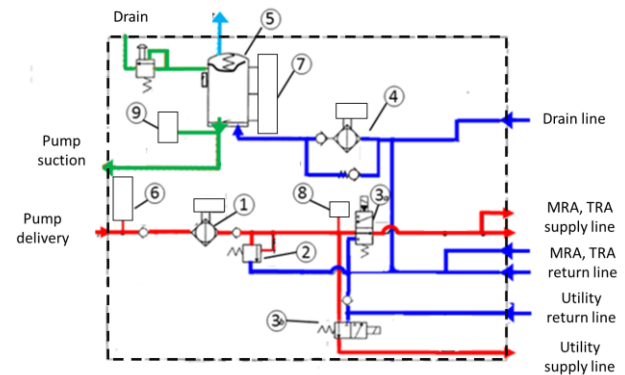 Drain
⑤
⑦
④
⑨
Drain line
Pump
suction
⑥
①
⑧
3a
MRA, TRA
supply line
Pump
delivery
②
MRA, TRA
return line
Utility
return line
3b
Utility
supply line